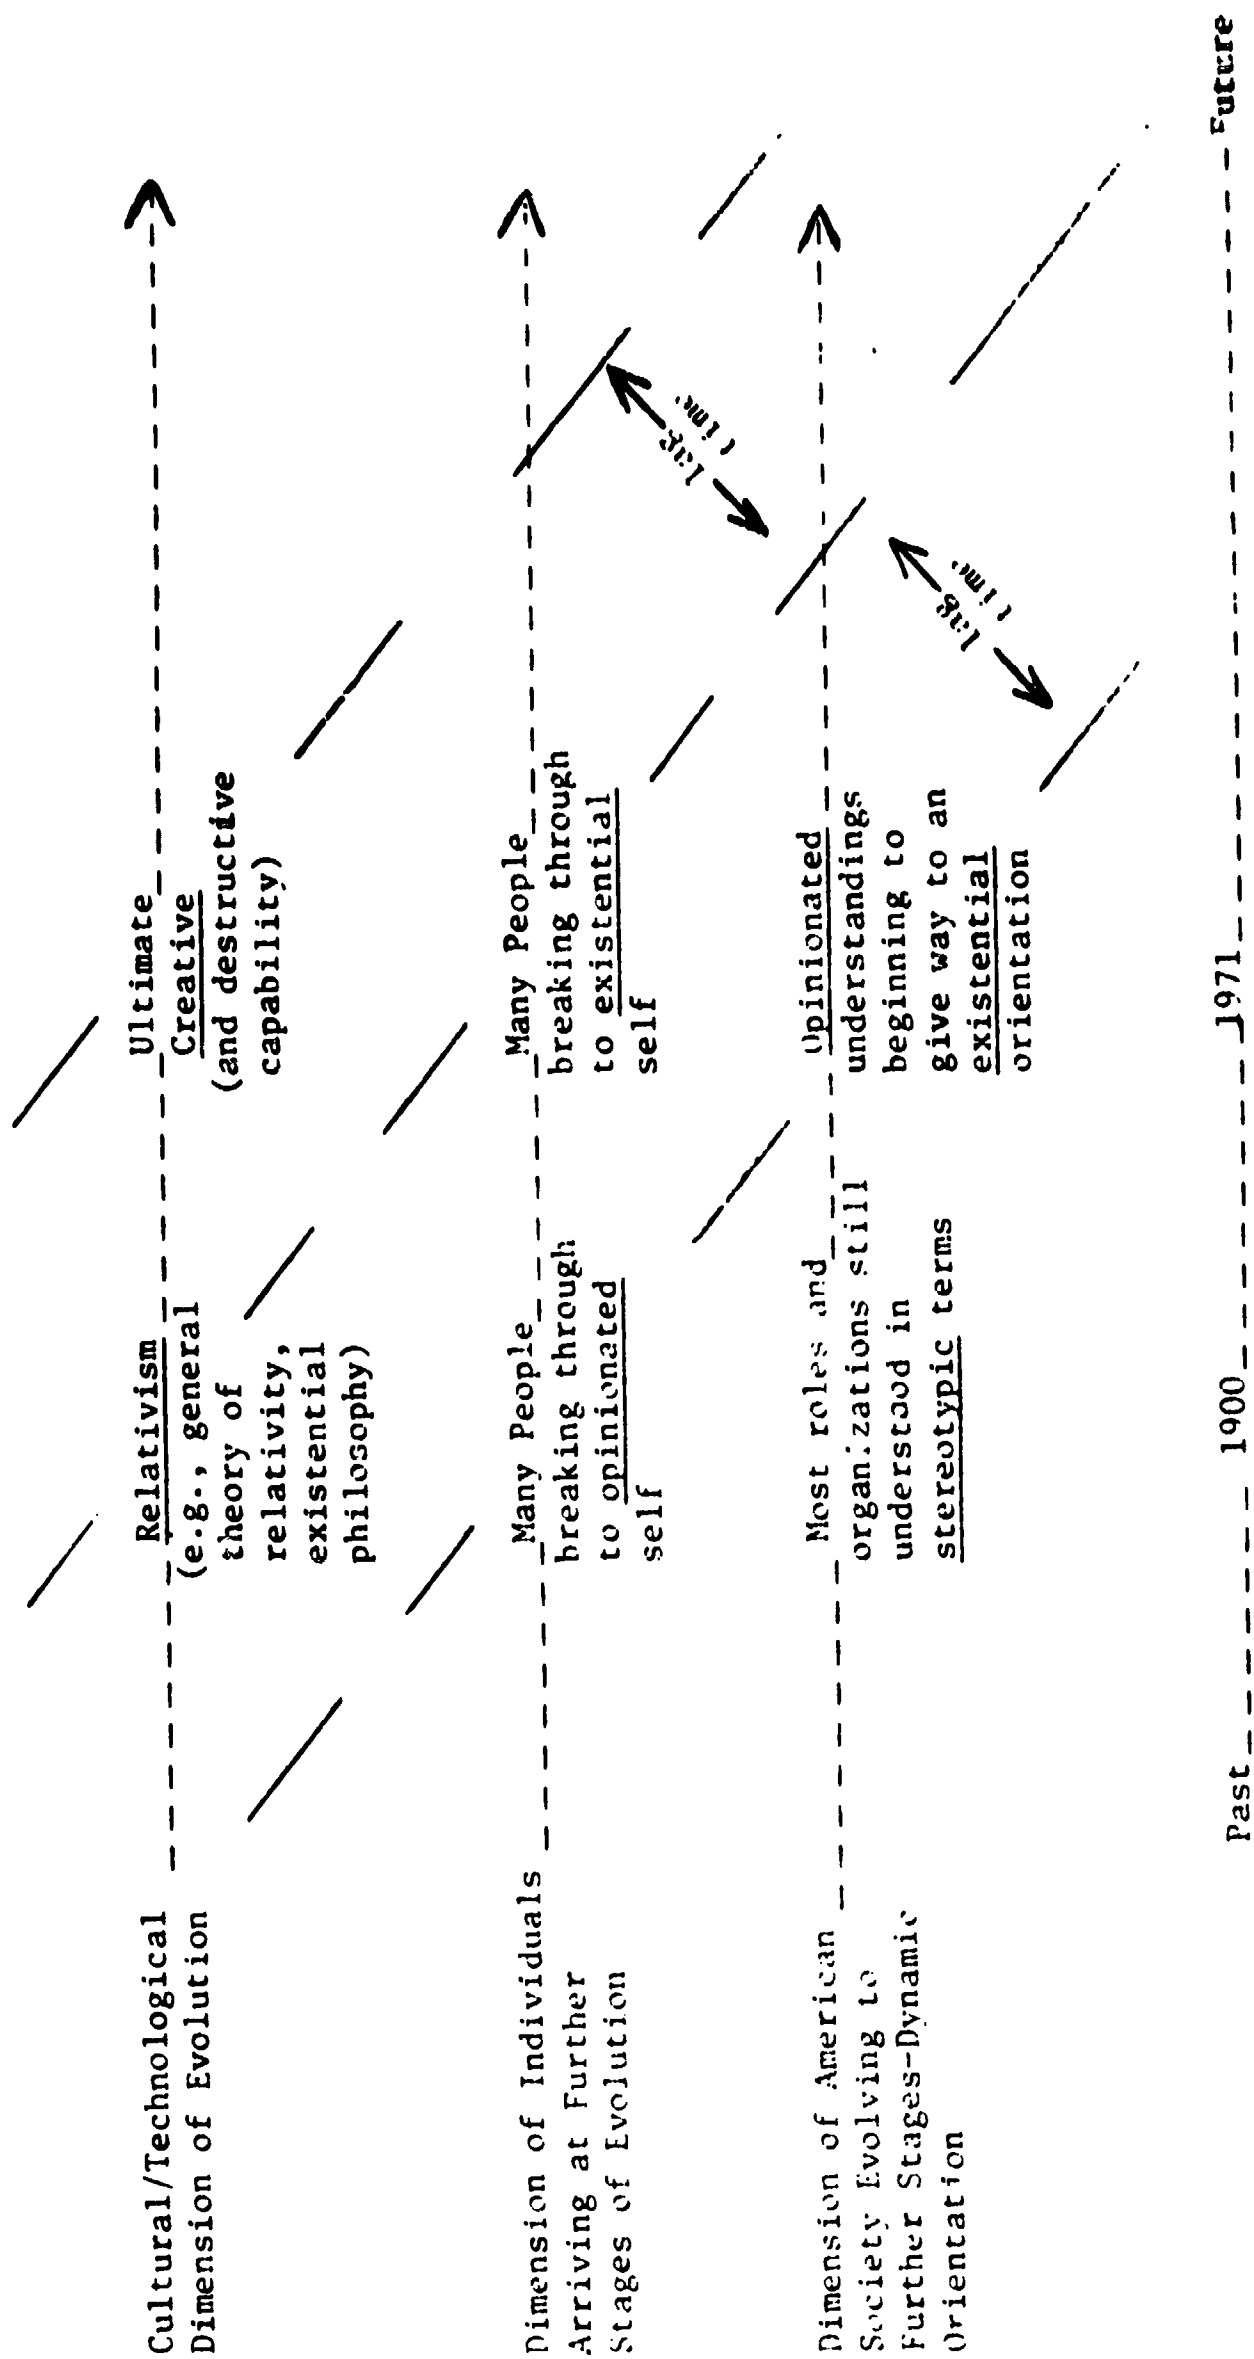 Cultural/Technological
Dimension of Evolution
Relativism
(e.g., general
theory of
relativity,
existential
philosophy)
Ultimate
Creative
(and destructive
capability)
Dimension of Individuals
Arriving at Further
Stages of Evolution
Many People
breaking through
to opinionated
self
Many People
breaking through
to existential
self
lag
time
Dimension of American
Society Evolving to
Further Stages-Dynamic
Orientation
Most roles and
organizations still
understood in
stereotypic terms
Opinionated
understandings
beginning to
give way to an
existential
orientation
lag
time
Past 1900 1971 Future